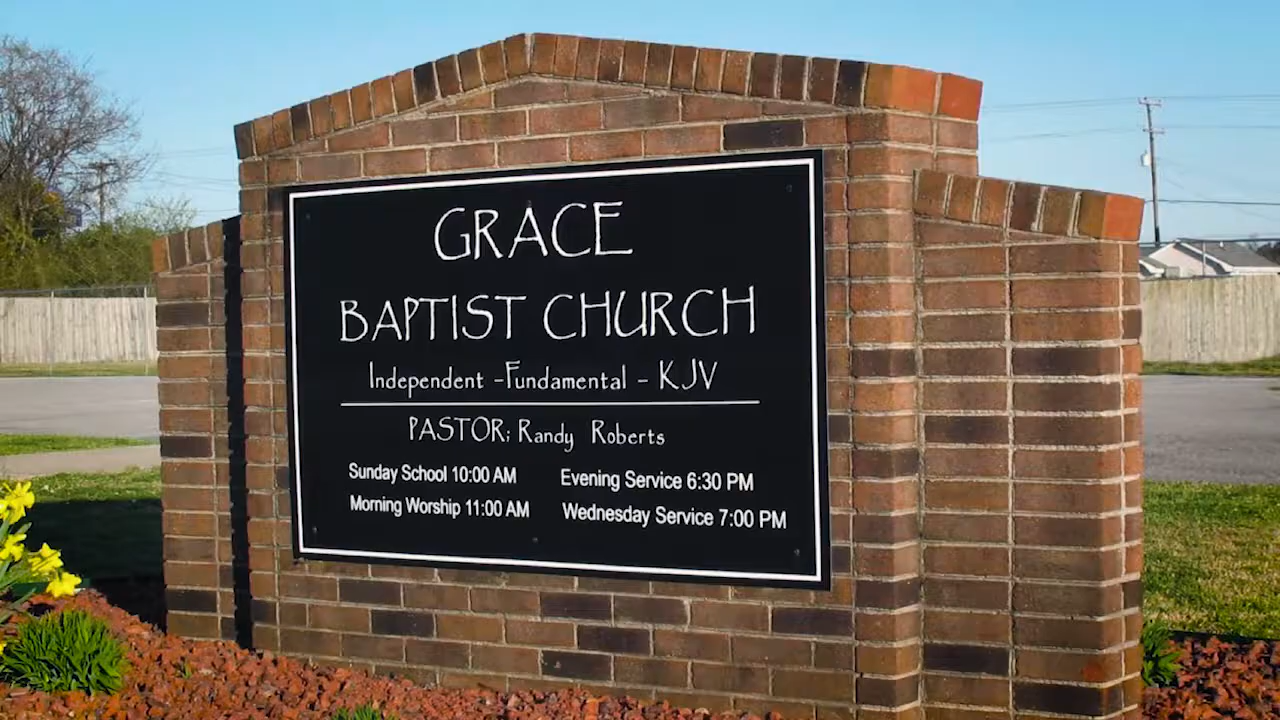 GRACE
BAPTIST CHURCH
Independent -Fundamental - KJV
PASTOR: Randy Roberts
Sunday School 10:00 AM
Evening Service 6:30 PM
Morning Worship 11:00 AM
Wednesday Service 7:00 PM